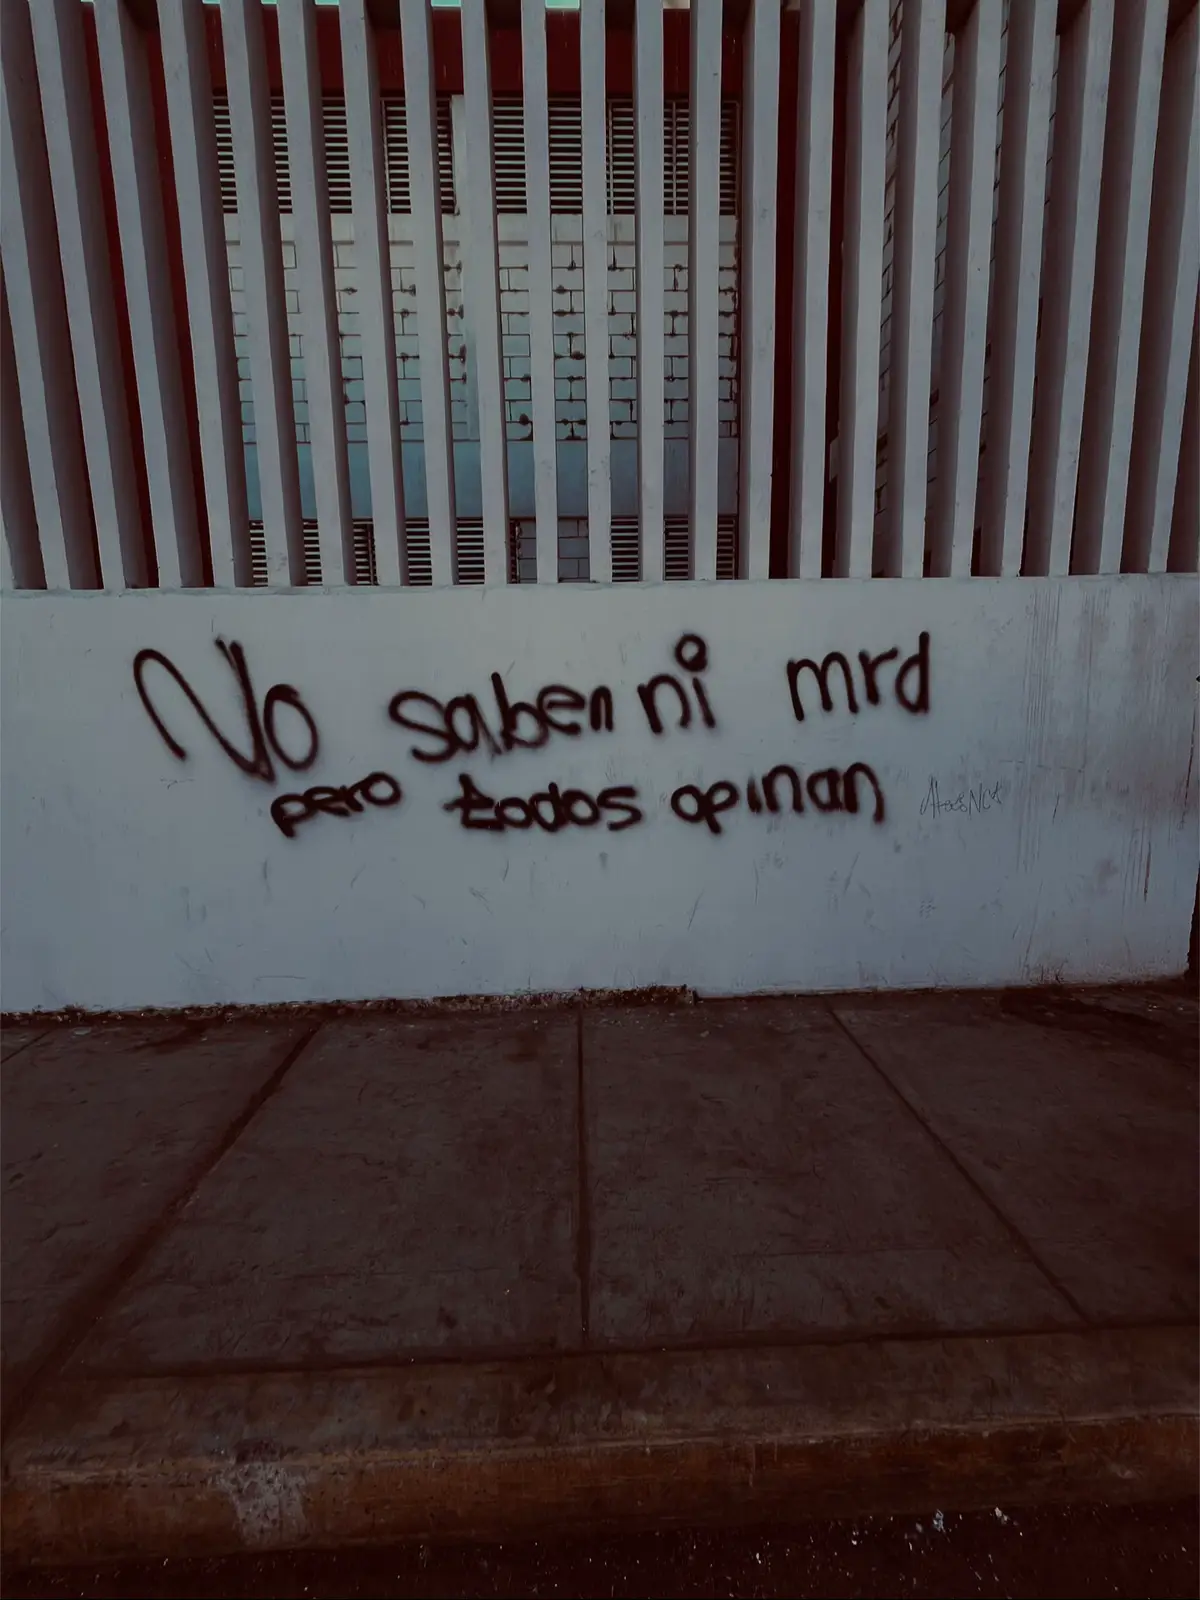 No saben ni mrd
pero todos opinan